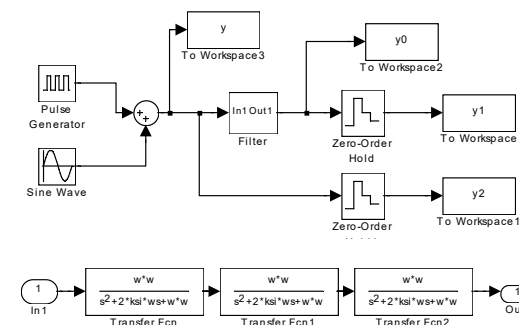 y
To Workspace3
y0
To Workspace2
Pulse
Generator
++
In1 Out1
Filter
Zero-Order
Hold
y1
To Workspace
Sine Wave
y2
To Workspace1
Zero-Order
1
In1
w*w
s²+2*ksi*ws+w*w
Transfer Fcn
w*w
s²+2*ksi*ws+w*w
Transfer Fcn1
w*w
s²+2*ksi*ws+w*w
Transfer Fcn2
1
Ou